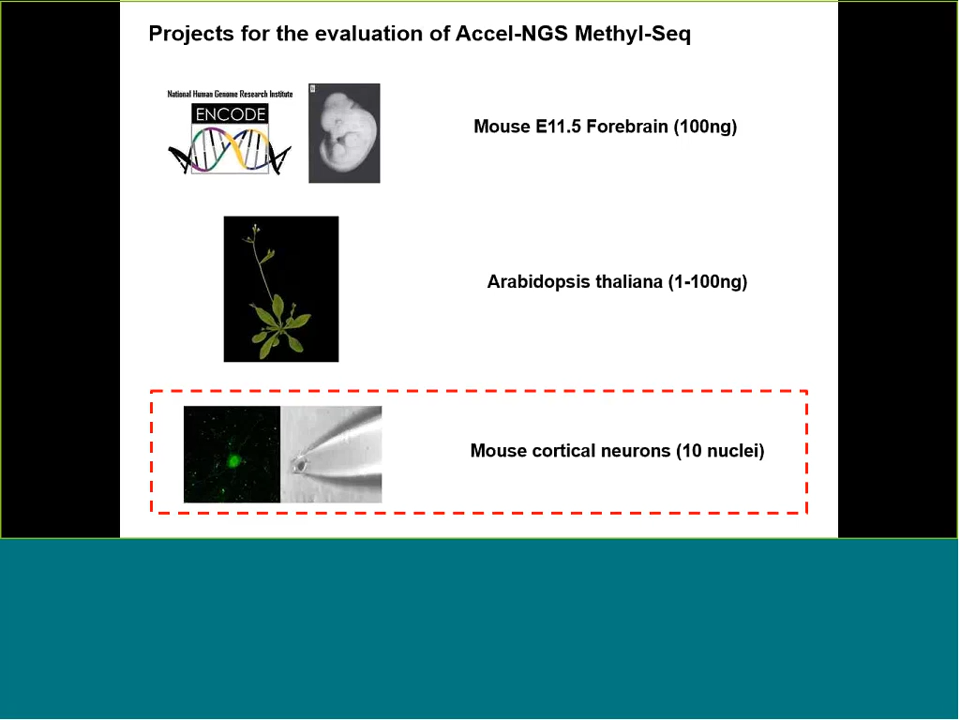 Projects for the evaluation of Accel-NGS Methyl-Seq
National Human Genome Research Institute
ENCODE
Mouse E11.5 Forebrain (100ng)
Arabidopsis thaliana (1-100ng)
Mouse cortical neurons (10 nuclei)